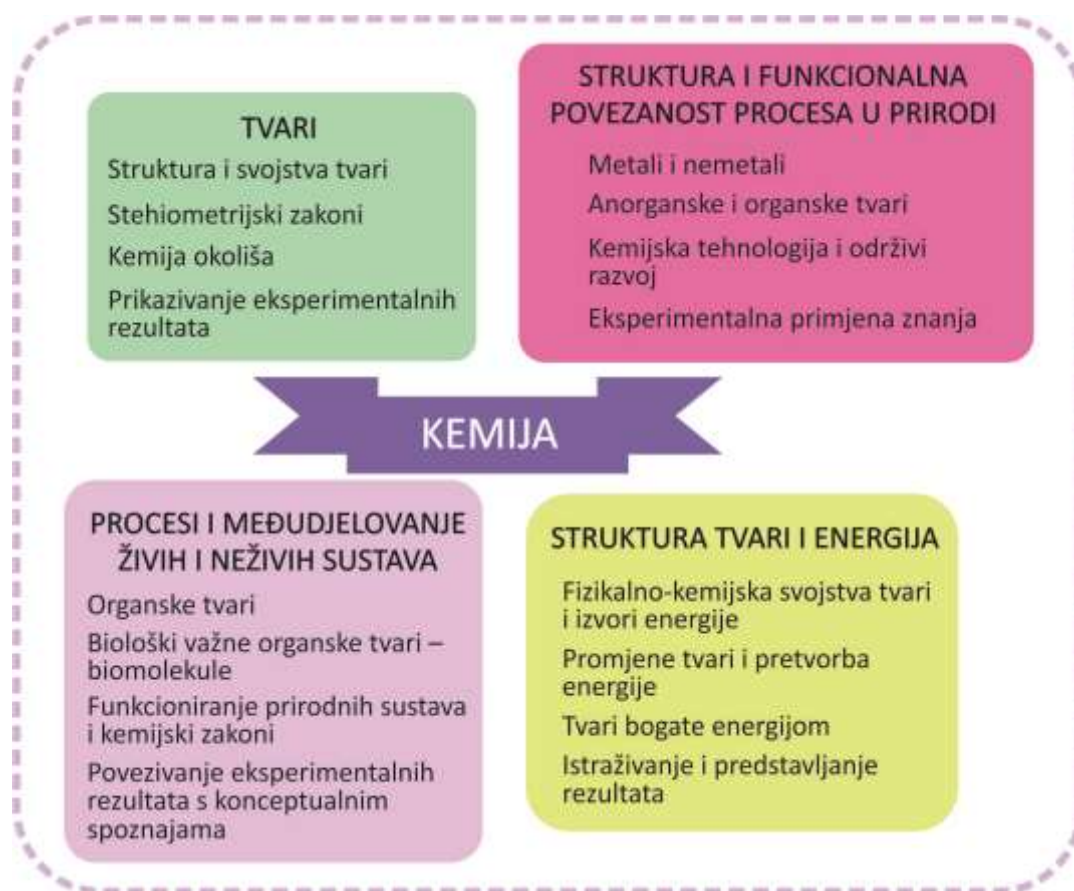 TVARI
Struktura i svojstva tvari
Stehiometrijski zakoni
Kemija okoliša
Prikazivanje eksperimentalnih
rezultata
STRUKTURA I FUNKCIONALNA
POVEZANOST PROCESA U PRIRODI
Metali i nemetali
Anorganske i organske tvari
Kemijska tehnologija i održivi
razvoj
Eksperimentalna primjena znanja
KEMIJA
PROCESI I MEĐUDJELOVANJE
ŽIVIH I NEŽIVIH SUSTAVA
Organske tvari
Biološki važne organske tvari –
biomolekule
Funkcioniranje prirodnih sustava
i kemijski zakoni
Povezivanje eksperimentalnih
rezultata s konceptualnim
spoznajama
STRUKTURA TVARI I ENERGIJA
Fizikalno-kemijska svojstva tvari
i izvori energije
Promjene tvari i pretvorba
energije
Tvari bogate energijom
Istraživanje i predstavljanje
rezultata